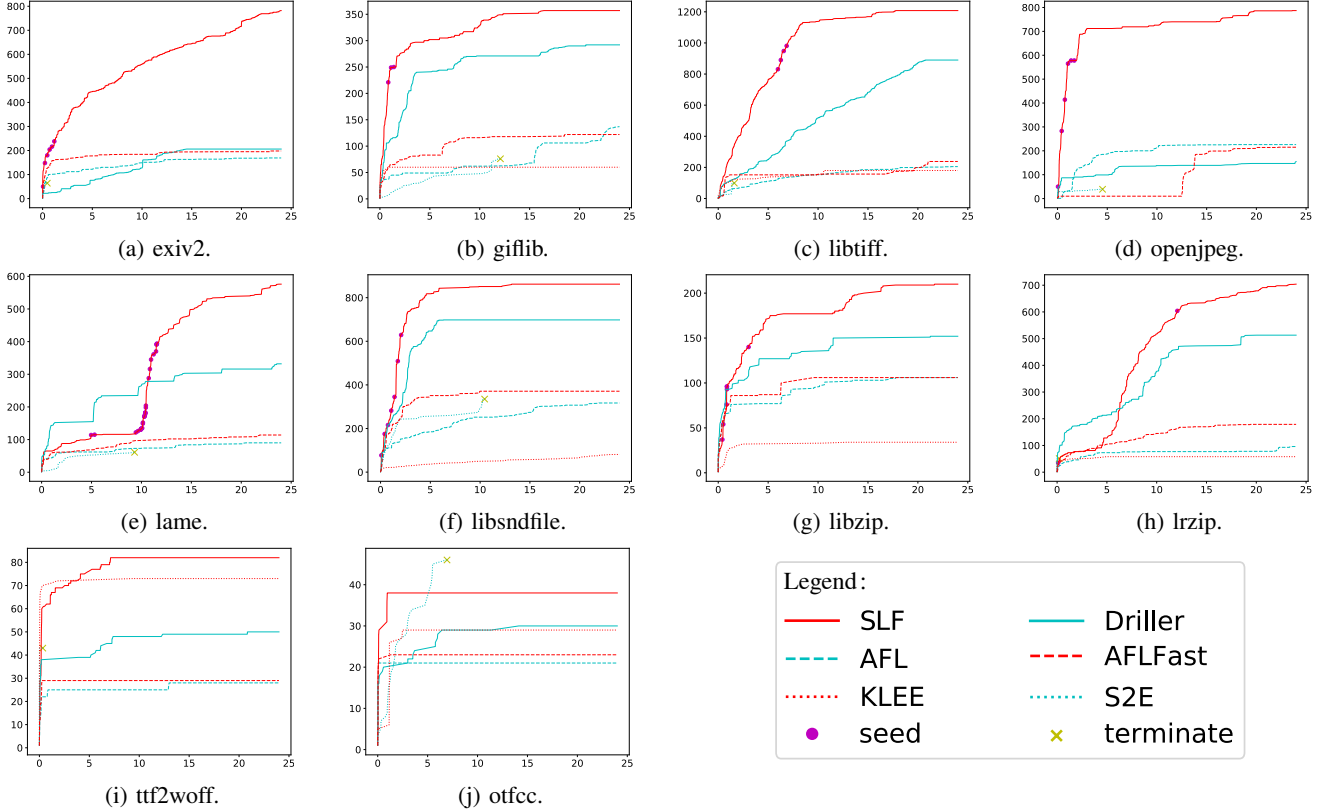 800
700
600
500
400
300
200
100
0
0 5 10 15 20 25
(a) exiv2.
350
300
250
200
150
100
50
0
0 5 10 15 20 25
(b) giflib.
1200
1000
800
600
400
200
0
0 5 10 15 20 25
(c) libtiff.
800
700
600
500
400
300
200
100
0
0 5 10 15 20 25
(d) openjpeg.
600
500
400
300
200
100
0
0 5 10 15 20 25
(e) lame.
800
600
400
200
0
0 5 10 15 20 25
(f) libsndfile.
200
150
100
50
0
0 5 10 15 20 25
(g) libzip.
700
600
500
400
300
200
100
0
0 5 10 15 20 25
(h) lrzip.
80
70
60
50
40
30
20
10
0
0 5 10 15 20 25
(i) ttf2woff.
40
30
20
10
0
0 5 10 15 20 25
(j) otfcc.
Legend:
SLF Driller
AFL AFLFast
KLEE S2E
seed terminate